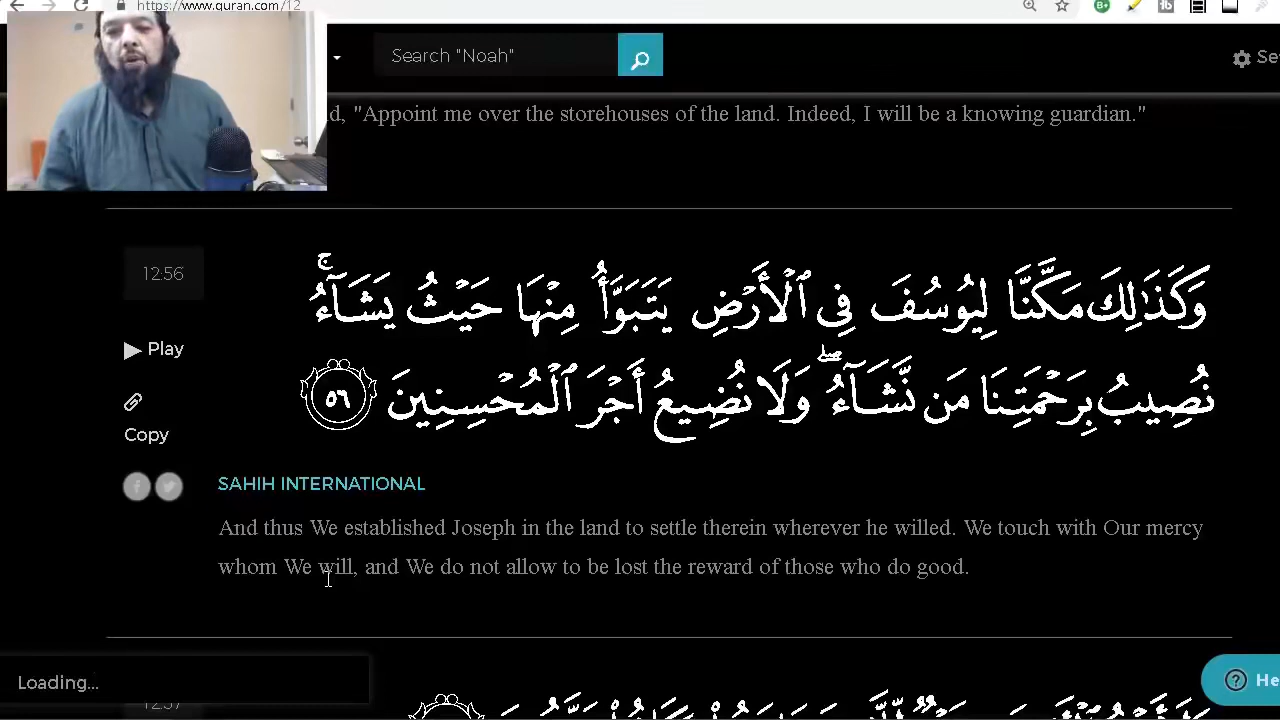 https://www.quran.com/12
Search "Noah"
d, "Appoint me over the storehouses of the land. Indeed, I will be a knowing guardian."
12:56
وَكَذَٰلِكَ مَكَّنَّا لِيُوسُفَ فِي ٱلْأَرْضِ يَتَبَوَّأُ مِنْهَا حَيْثُ يَشَآءُ ۚ
نُصِيبُ بِرَحْمَتِنَا مَن نَّشَآءُ ۖ وَلَا نُضِيعُ أَجْرَ ٱلْمُحْسِنِينَ ٥٦
Play
Copy
SAHIH INTERNATIONAL
And thus We established Joseph in the land to settle therein wherever he willed. We touch with Our mercy
whom We will, and We do not allow to be lost the reward of those who do good.
Loading...
12:57